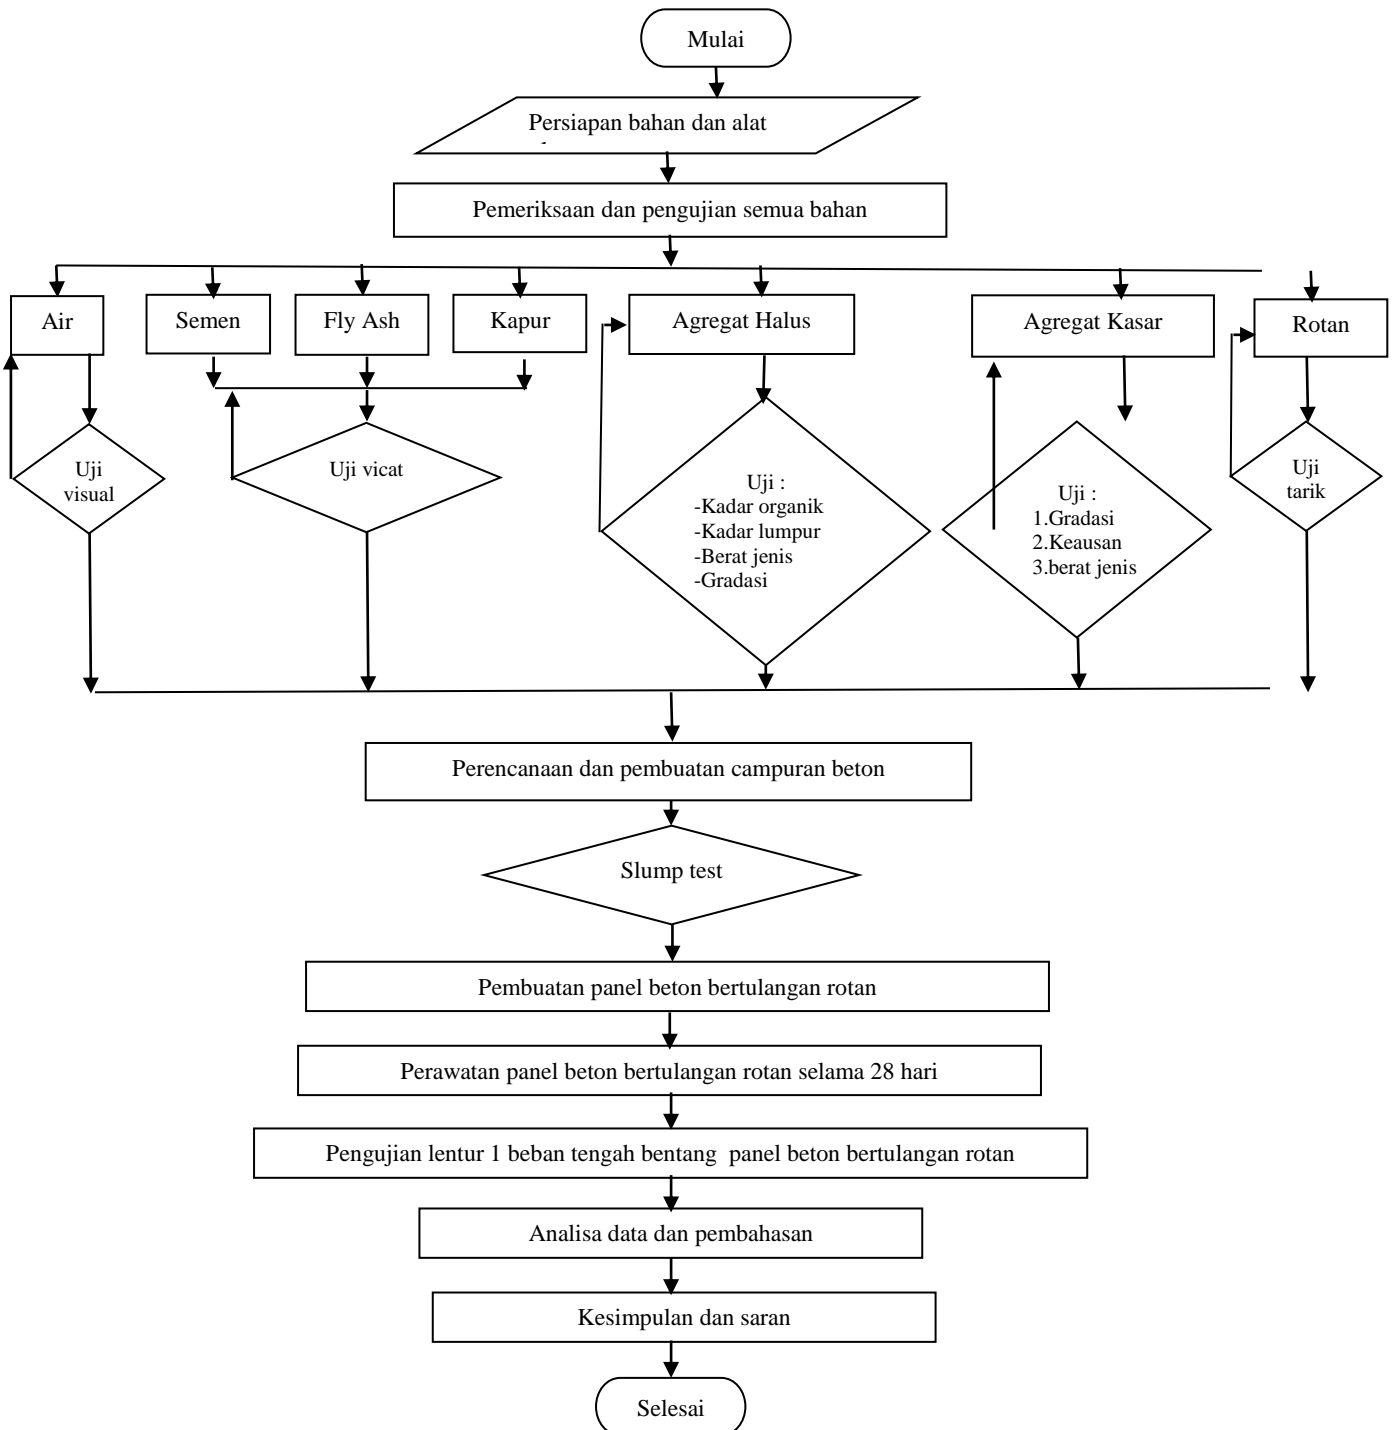 Mulai
Persiapan bahan dan alat
Pemeriksaan dan pengujian semua bahan
Air
Semen
Fly Ash
Kapur
Agregat Halus
Agregat Kasar
Rotan
Uji
visual
Uji vicat
Uji :
-Kadar organik
-Kadar lumpur
-Berat jenis
-Gradasi
Uji :
1.Gradasi
2.Keausan
3.berat jenis
Uji
tarik
Perencanaan dan pembuatan campuran beton
Slump test
Pembuatan panel beton bertulangan rotan
Perawatan panel beton bertulangan rotan selama 28 hari
Pengujian lentur 1 beban tengah bentang  panel beton bertulangan rotan
Analisa data dan pembahasan
Kesimpulan dan saran
Selesai